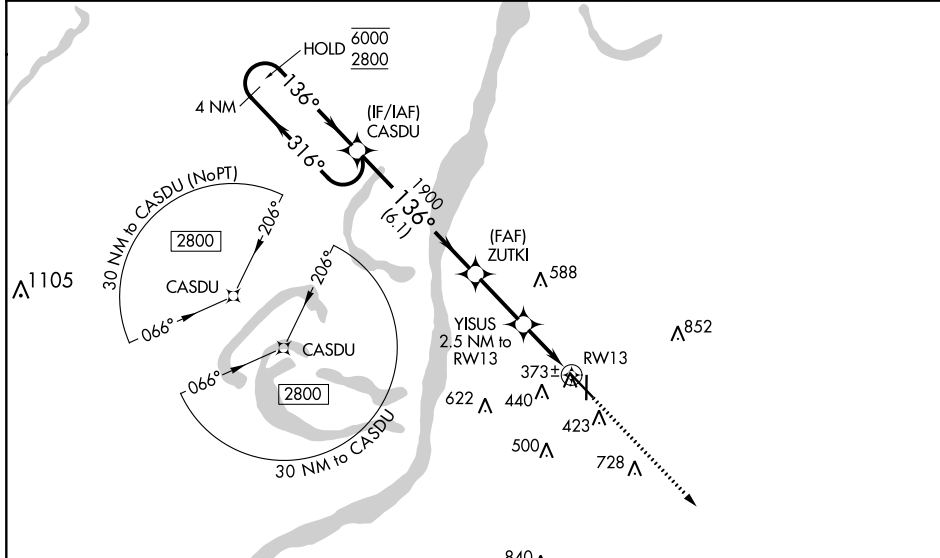 HOLD 6000
2800
4 NM
136°
316°
(IF/IAF)
CASDU
1900
136°
(6.1)
30 NM to CASDU (NoPT)
206°
2800
CASDU
066°
1105
206°
CASDU
066°
2800
30 NM to CASDU
(FAF)
ZUTKI
588
YISUS
2.5 NM to
RW13
852
RW13
373±
622
440
423
500
728
840